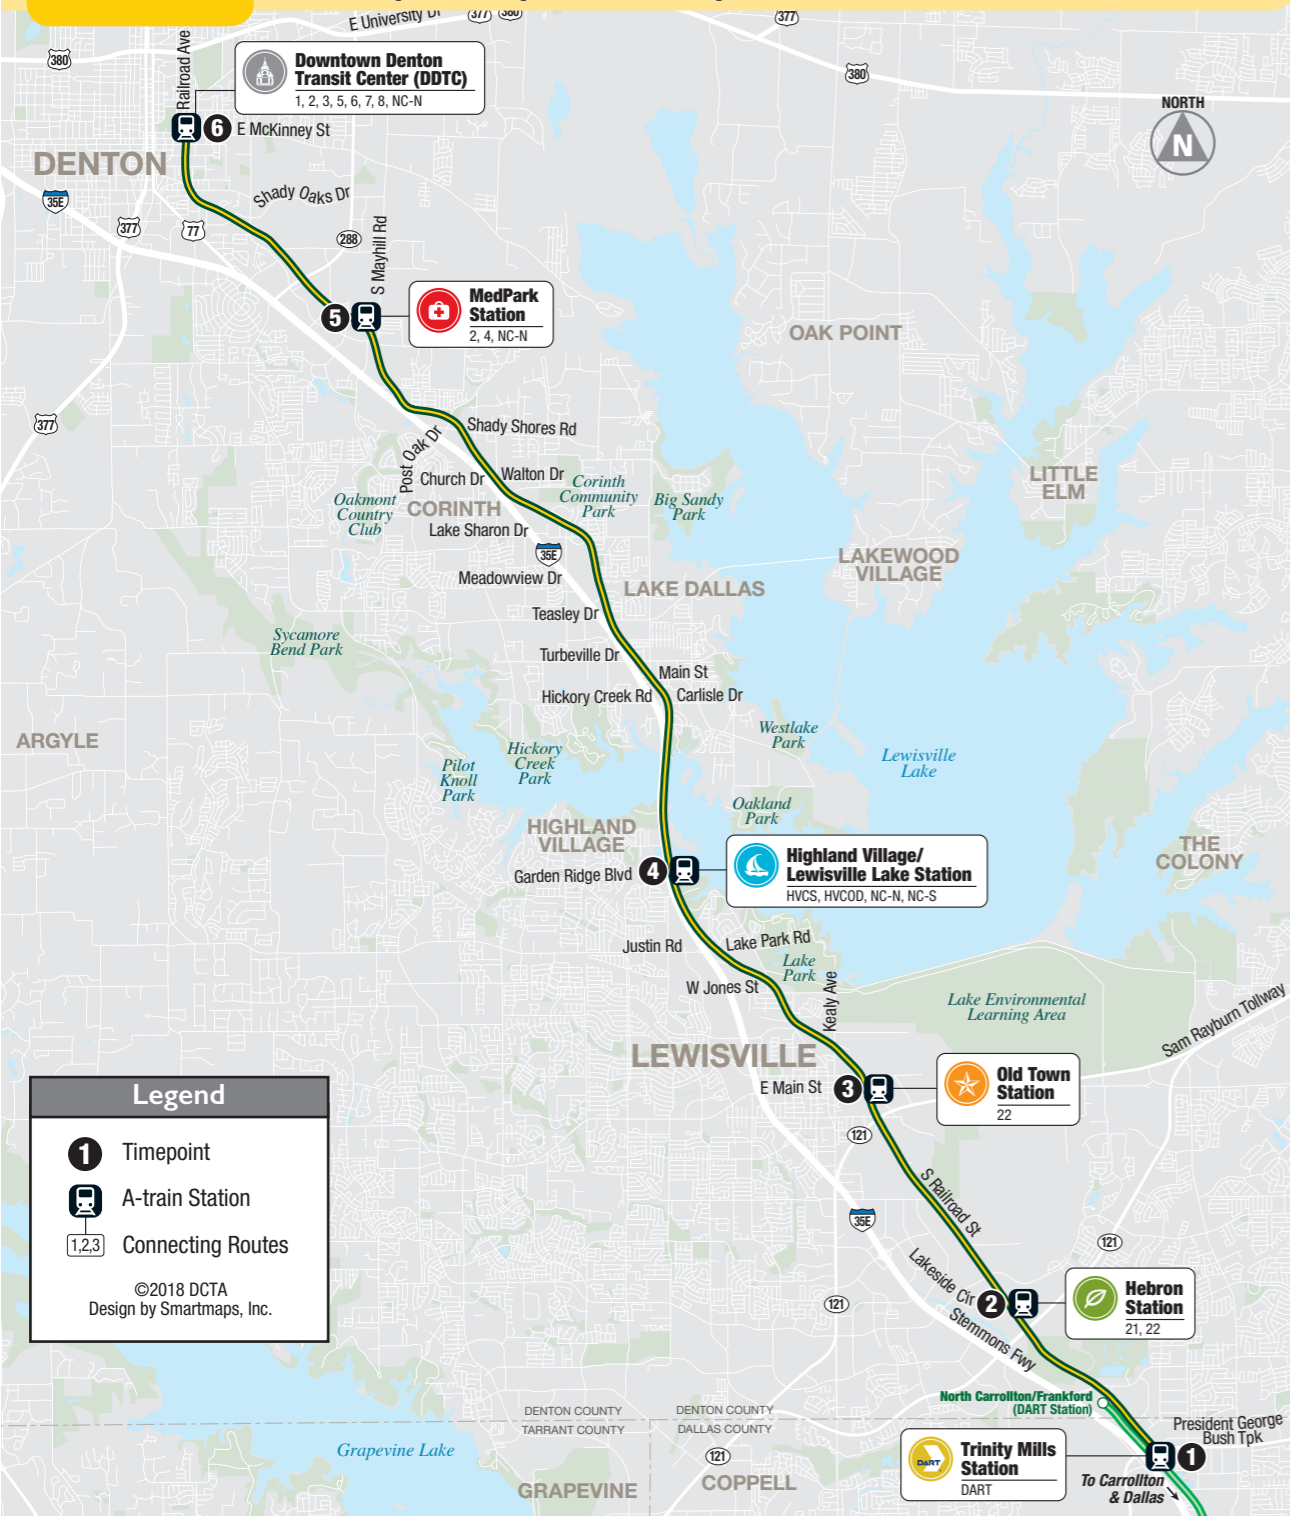 E University Dr
377
380
377
380
380
Railroad Ave
Downtown Denton
Transit Center (DDTC)
1, 2, 3, 5, 6, 7, 8, NC-N
NORTH
N
6
E McKinney St
DENTON
Shady Oaks Dr
35E
377
77
288
S Mayhill Rd
5
MedPark
Station
2, 4, NC-N
OAK POINT
377
Shady Shores Rd
Post Oak Dr
Church Dr
Walton Dr
Corinth
Community
Park
Big Sandy
Park
LITTLE
ELM
Oakmont
Country
Club
CORINTH
Lake Sharon Dr
35E
LAKEWOOD
VILLAGE
Meadowview Dr
LAKE DALLAS
Teasley Dr
Sycamore
Bend Park
Turbeville Dr
Main St
Hickory Creek Rd
Carlisle Dr
ARGYLE
Westlake
Park
Hickory
Creek
Park
Pilot
Knoll
Park
Lewisville
Lake
Oakland
Park
HIGHLAND
VILLAGE
THE
COLONY
Garden Ridge Blvd
4
Highland Village/
Lewisville Lake Station
HVCS, HVCOD, NC-N, NC-S
Justin Rd
Lake Park Rd
Lake
Park
W Jones St
Kealy Ave
Lake Environmental
Learning Area
Sam Rayburn Tollway
LEWISVILLE
E Main St
3
Old Town
Station
22
121
S Railroad St
35E
121
Lakeside Cir
2
Hebron
Station
21, 22
121
Stemmons Fwy
Legend
1
Timepoint
A-train Station
1,2,3
Connecting Routes
©2018 DCTA
Design by Smartmaps, Inc.
North Carrollton/Frankford
(DART Station)
DENTON COUNTY
TARRANT COUNTY
DENTON COUNTY
DALLAS COUNTY
President George
Bush Tpk
121
Grapevine Lake
DART
Trinity Mills
Station
DART
1
To Carrollton
& Dallas
GRAPEVINE
COPPELL